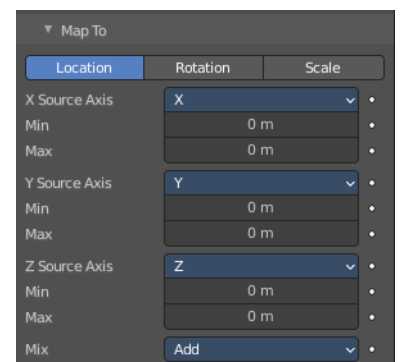 Map To
Location Rotation Scale
X Source Axis X
Min 0 m
Max 0 m
Y Source Axis Y
Min 0 m
Max 0 m
Z Source Axis Z
Min 0 m
Max 0 m
Mix Add